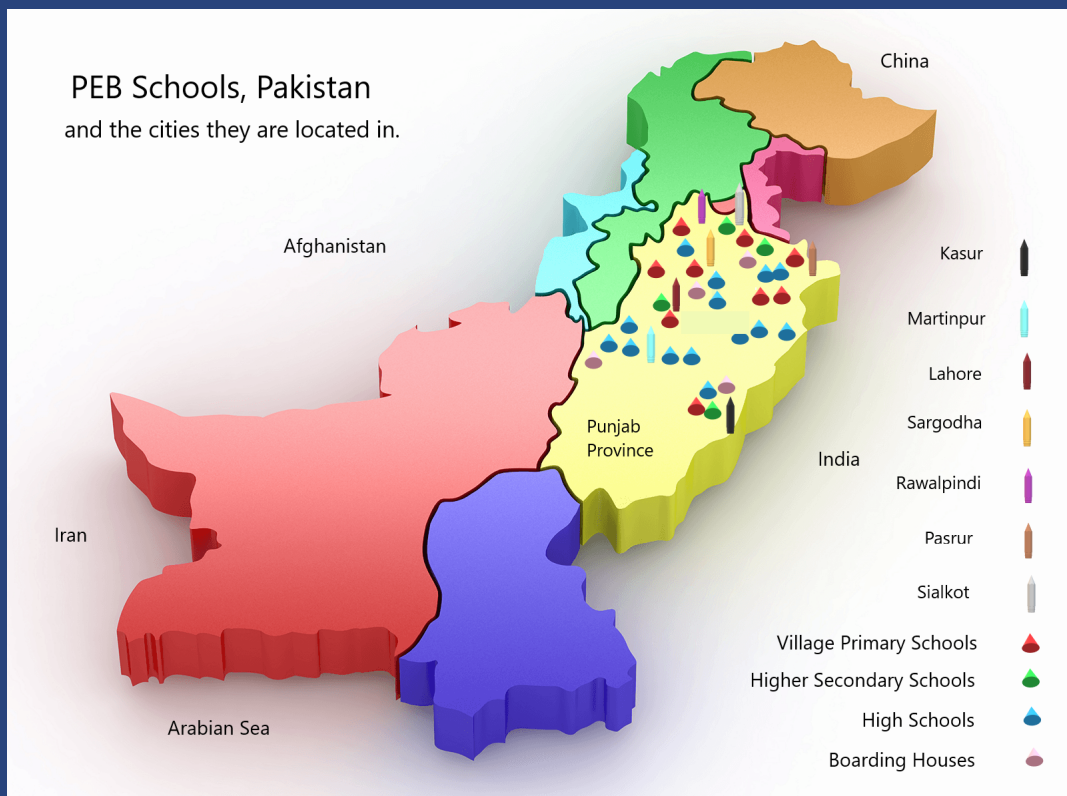 PEB Schools, Pakistan
and the cities they are located in.
China
Afghanistan
Kasur
Martinpur
Lahore
Sargodha
Punjab
Province
India
Rawalpindi
Iran
Pasrur
Sialkot
Village Primary Schools
Higher Secondary Schools
High Schools
Arabian Sea
Boarding Houses